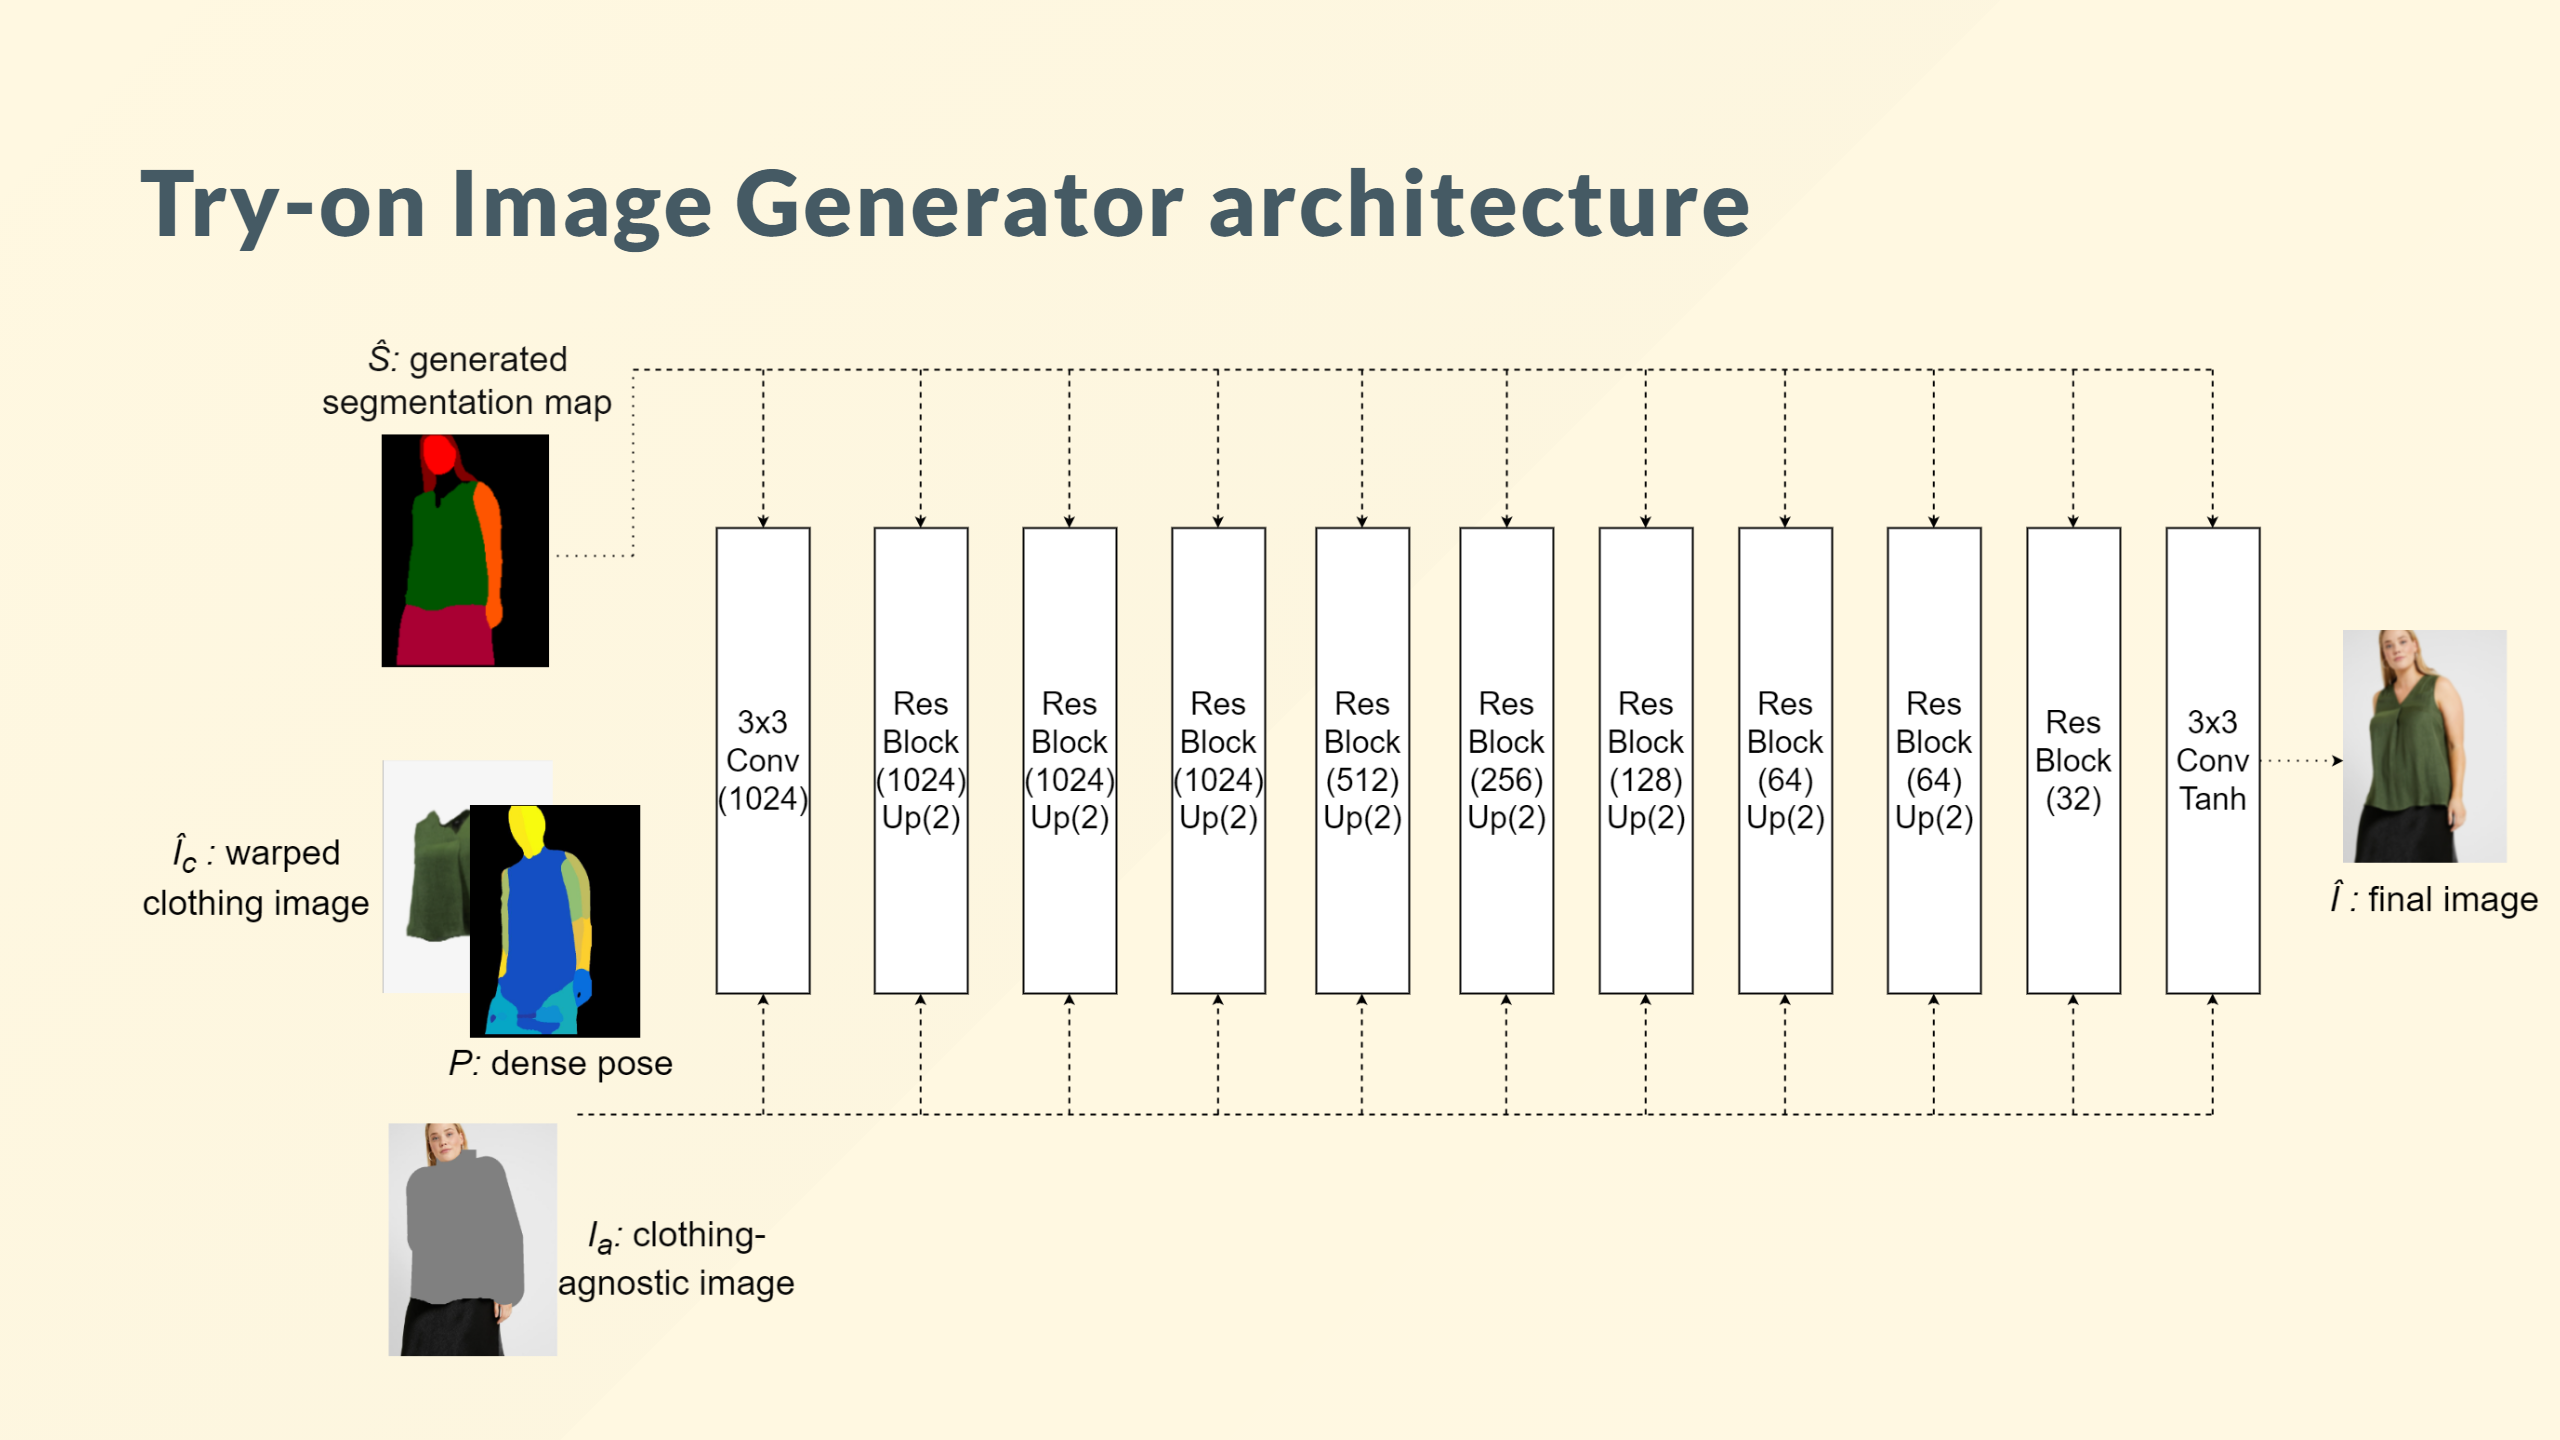 Try-on Image Generator architecture
Ŝ: generated
segmentation map
Î_c : warped
clothing image
P: dense pose
I_a: clothing-
agnostic image
3x3
Conv
(1024)
Res
Block
(1024)
Up(2)
Res
Block
(1024)
Up(2)
Res
Block
(1024)
Up(2)
Res
Block
(512)
Up(2)
Res
Block
(256)
Up(2)
Res
Block
(128)
Up(2)
Res
Block
(64)
Up(2)
Res
Block
(64)
Up(2)
Res
Block
(32)
3x3
Conv
Tanh
Î : final image